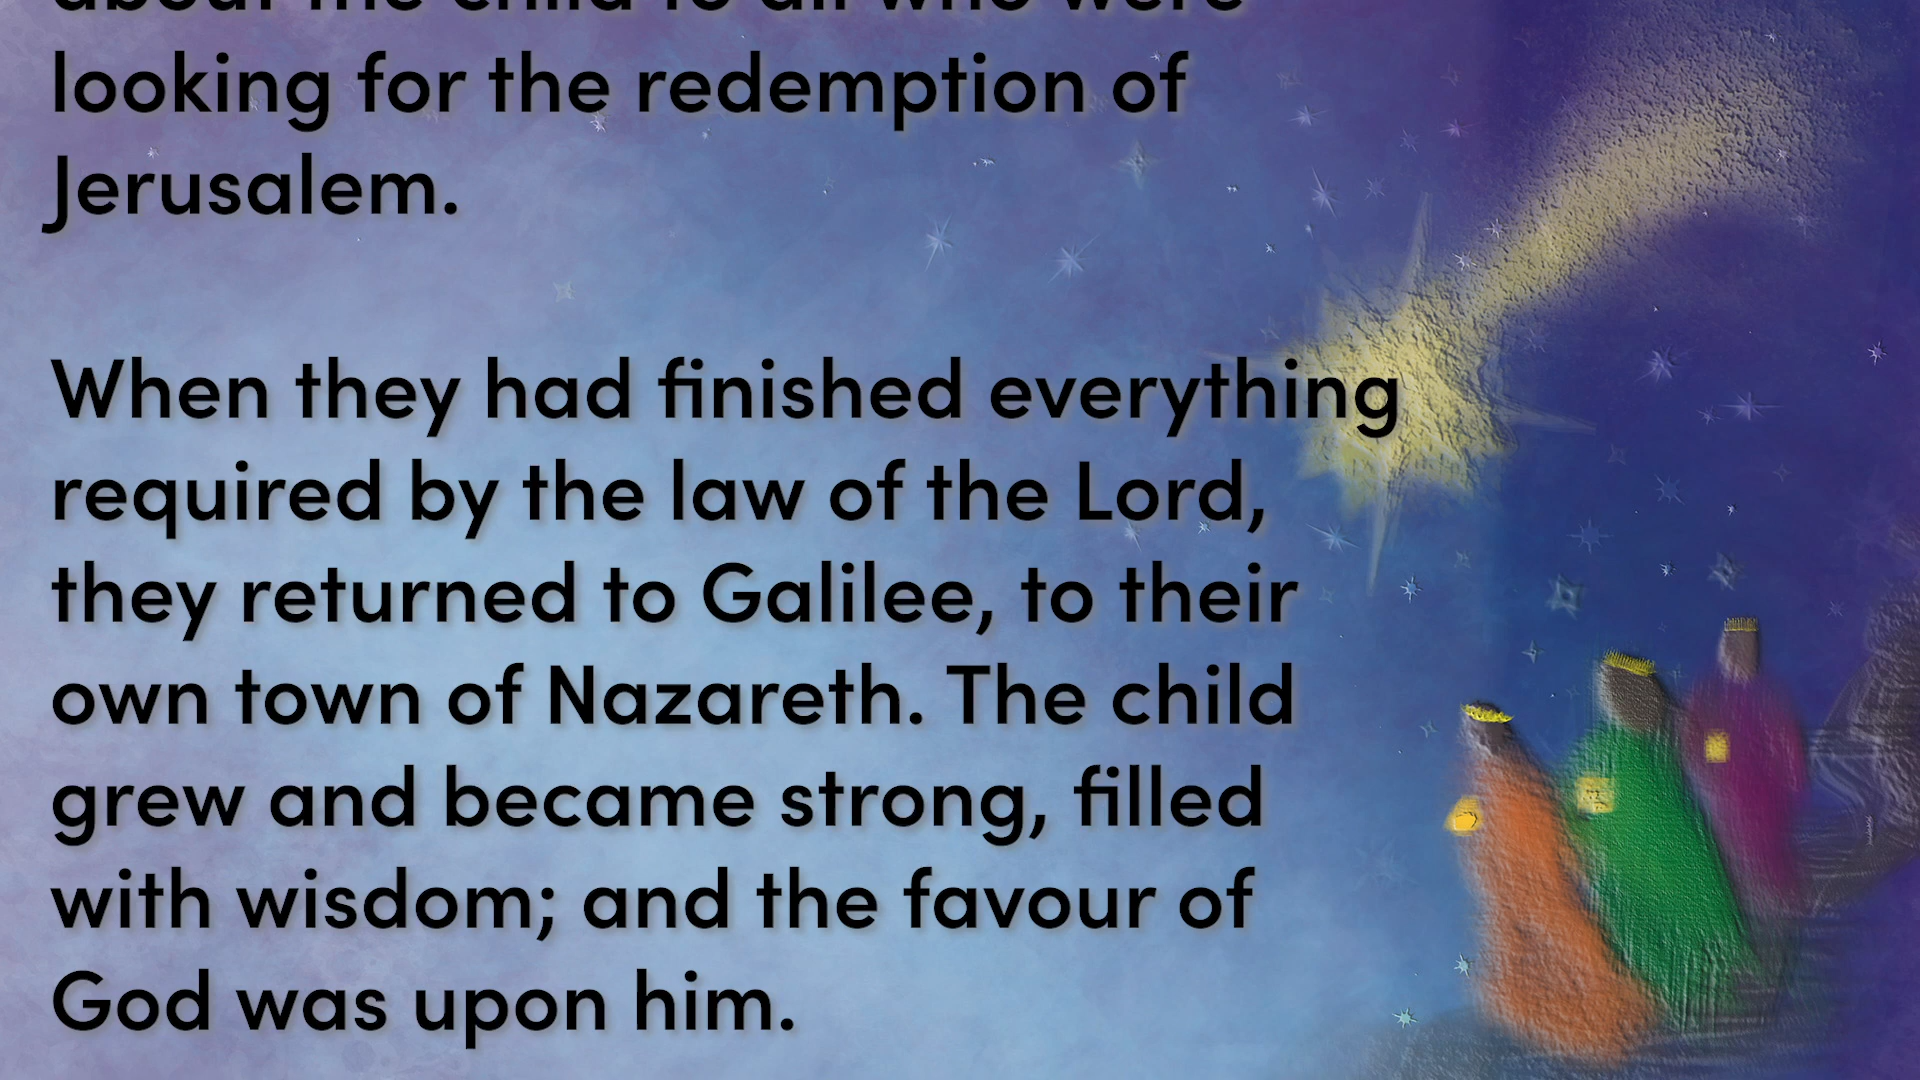 about the child to all who were
looking for the redemption of
Jerusalem.
When they had finished everything
required by the law of the Lord,
they returned to Galilee, to their
own town of Nazareth. The child
grew and became strong, filled
with wisdom; and the favour of
God was upon him.